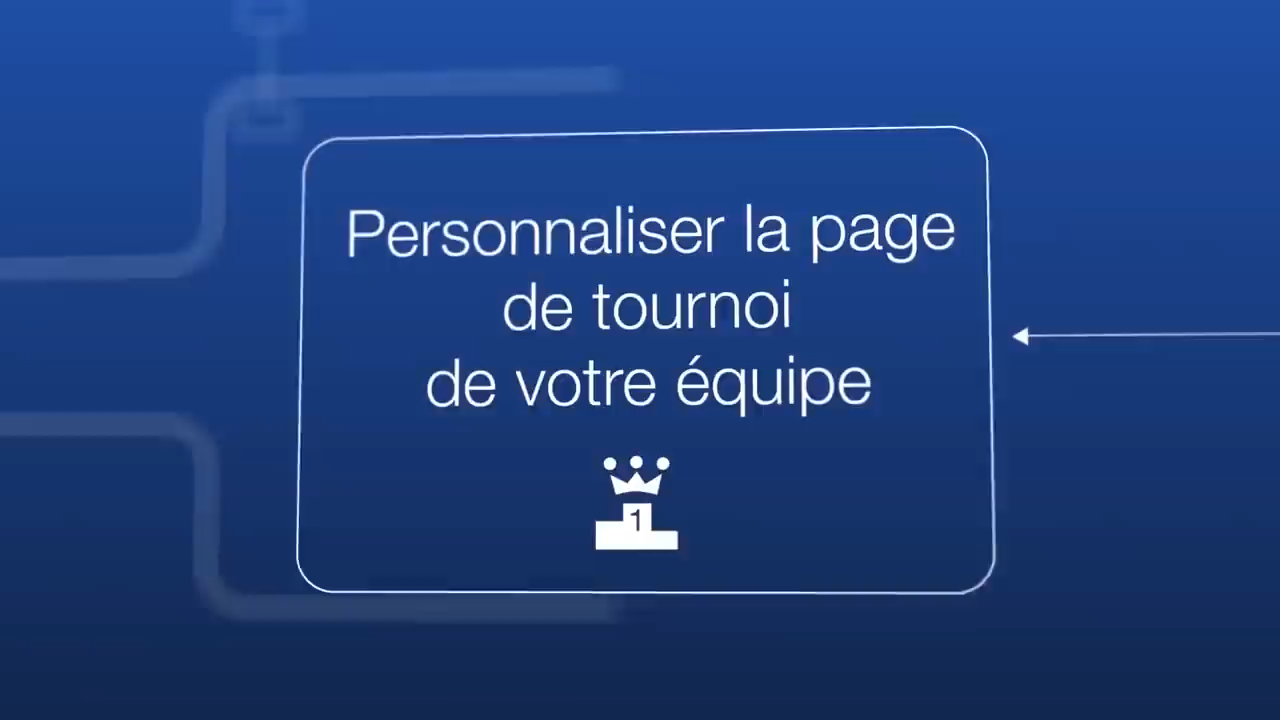 Personnaliser la page
de tournoi
de votre équipe
1